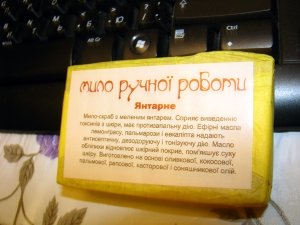 мило ручної роботи
Янтарне
Мило-скраб з меленим янтарем. Сприяє виведенню
токсинів з шкіри, має протизапальну дію. Ефірні масла
лемонграсу, пальмарози і евкаліпта надають
антисептичну, дезодоруючу і тонізуючу дію. Масло
обліпихи відновлює шкірний покрив, пом'якшує суху
шкіру. Виготовлено на основі оливкової, кокосової,
пальмової, рапсової, касторової і соняшникової олій.